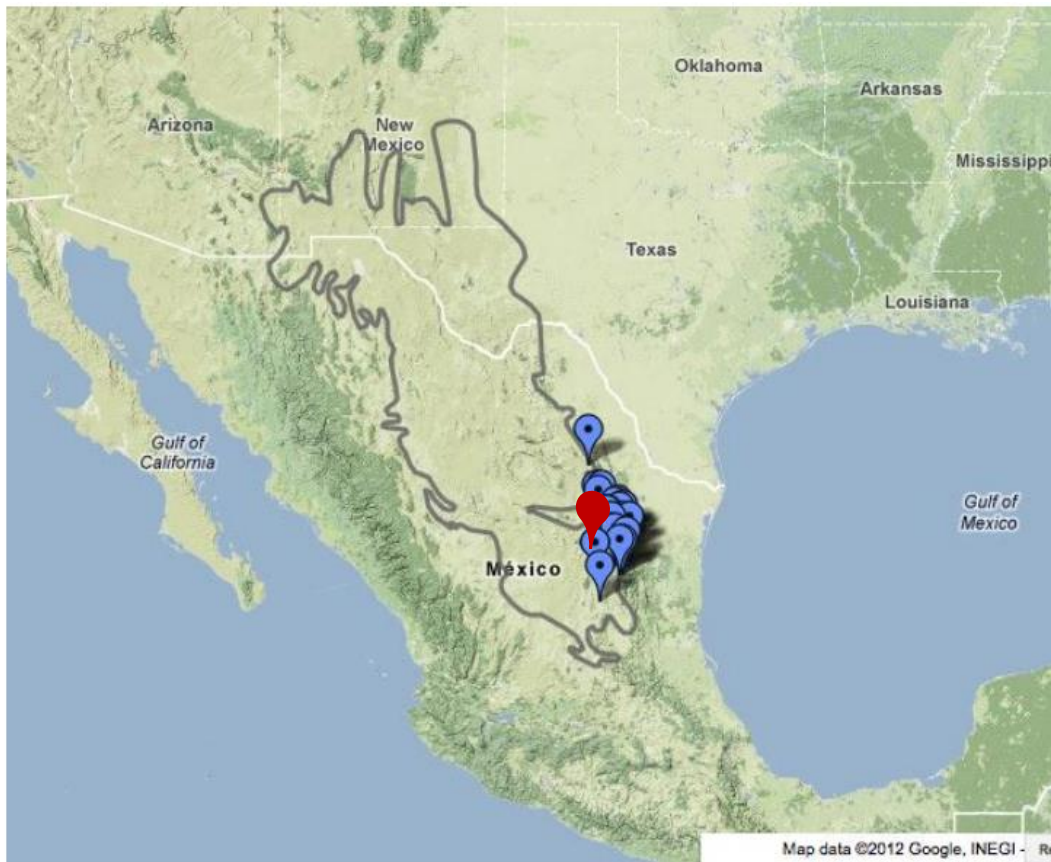 Oklahoma
Arkansas
Arizona
New
Mexico
Mississippi
Texas
Louisiana
Gulf of
California
Gulf of
Mexico
México
Map data ©2012 Google, INEGI -